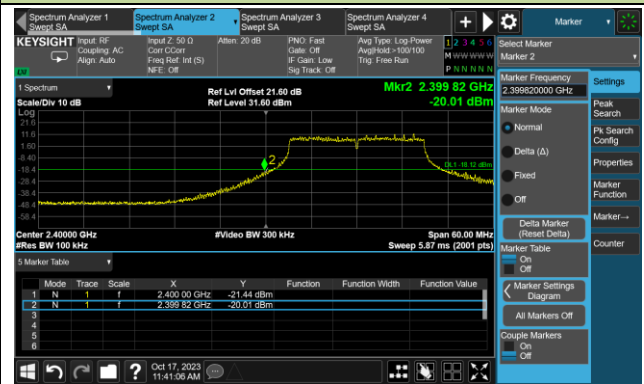 Spectrum Analyzer 1
Swept SA
Spectrum Analyzer 2
Swept SA
Spectrum Analyzer 3
Swept SA
Spectrum Analyzer 4
Swept SA
Marker
KEYSIGHT
Input: RF
Coupling: AC
Align: Auto
Input Z: 50 Ω
Corr CCorr
Freq Ref: Int (S)
NFE: Off
Atten: 20 dB
PNO: Fast
Gate: Off
IF Gain: Low
Sig Track: Off
Avg Type: Log-Power
Avg|Hold:>100/100
Trig: Free Run
1 2 3 4 5 6
M W W W W W
P N N N N N
LW
Select Marker
Marker 2
1 Spectrum
Scale/Div 10 dB
Log
Ref Lvl Offset 21.60 dB
Ref Level 31.60 dBm
Mkr2 2.399 82 GHz
-20.01 dBm
21.6
11.6
1.60
-8.40
-18.4
-28.4
-38.4
-48.4
-58.4
2
DL1 -18.12 dBm
Center 2.40000 GHz
#Res BW 100 kHz
#Video BW 300 kHz
Span 60.00 MHz
Sweep 5.87 ms (2001 pts)
5 Marker Table
Mode Trace Scale X Y Function Function Width Function Value
1 N 1 f 2.400 00 GHz -21.44 dBm
2 N 1 f 2.399 82 GHz -20.01 dBm
3
4
5
6
Marker Frequency
2.399820000 GHz
Marker Mode
Normal
Delta (Δ)
Fixed
Off
Delta Marker
(Reset Delta)
Marker Table
On
Off
Marker Settings
Diagram
All Markers Off
Couple Markers
On
Off
Settings
Peak
Search
Pk Search
Config
Properties
Marker
Function
Marker→
Counter
?
Oct 17, 2023
11:41:06 AM